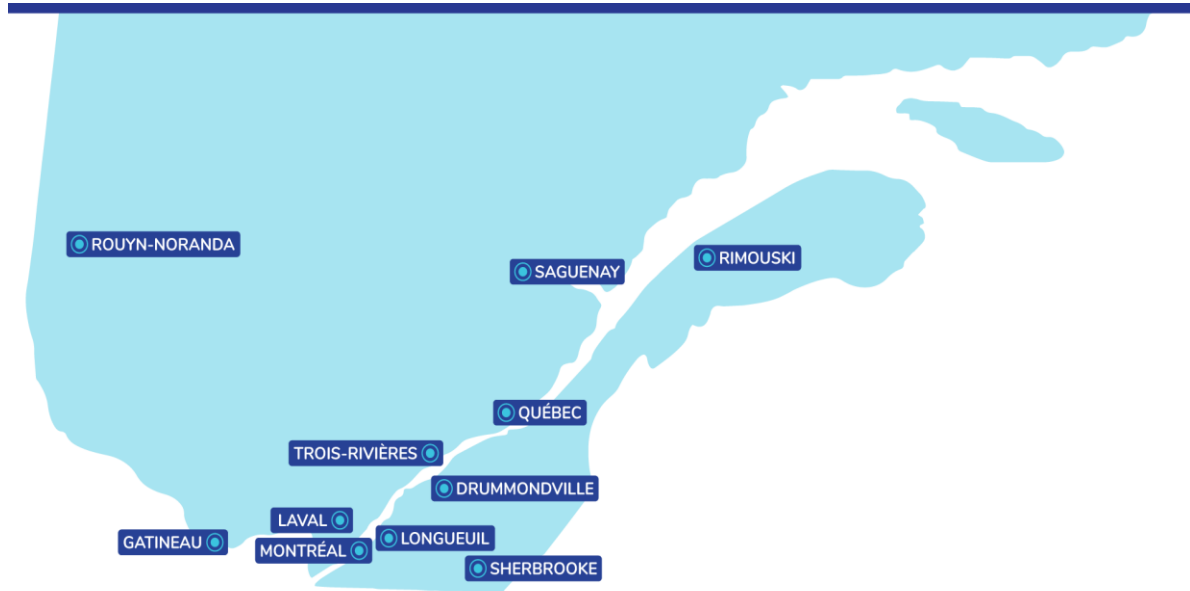 ROUYN-NORANDA
RIMOUSKI
SAGUENAY
QUÉBEC
TROIS-RIVIÈRES
DRUMMONDVILLE
LAVAL
LONGUEUIL
GATINEAU
MONTRÉAL
SHERBROOKE